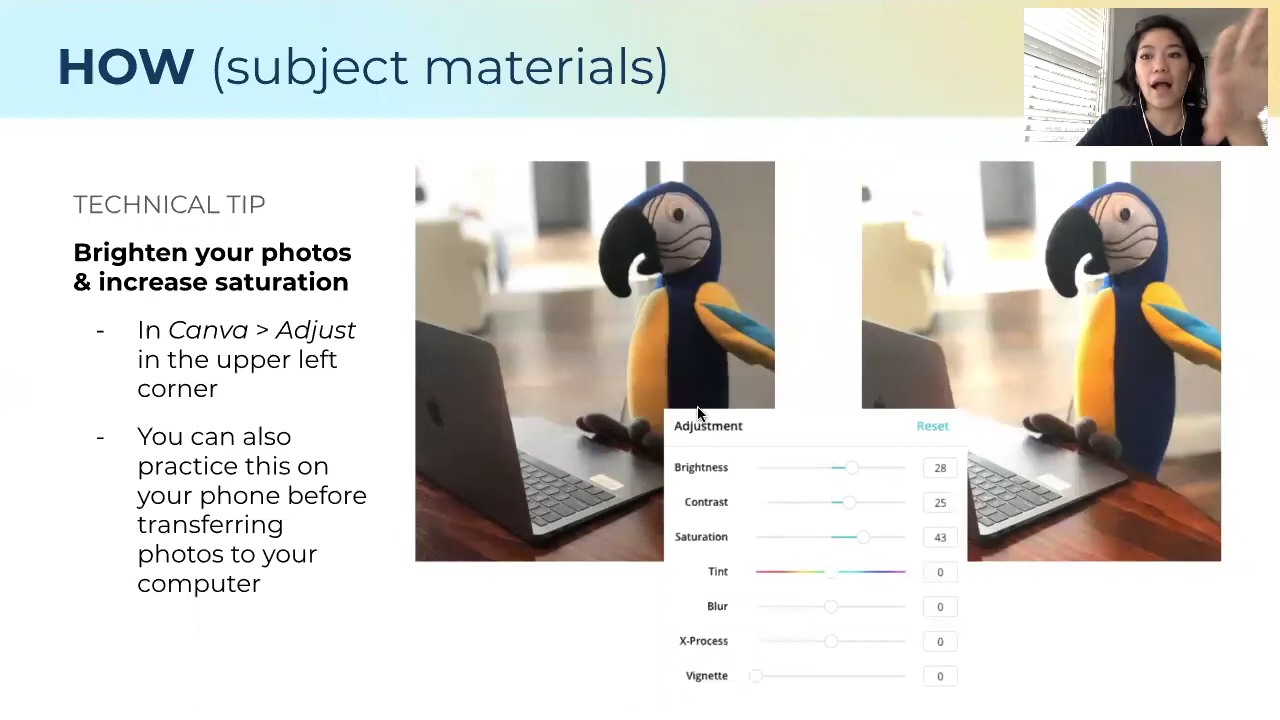 HOW (subject materials)
TECHNICAL TIP
Brighten your photos
& increase saturation
- In Canva > Adjust
in the upper left
corner
- You can also
practice this on
your phone before
transferring
photos to your
computer
Adjustment Reset
Brightness 28
Contrast 25
Saturation 43
Tint 0
Blur 0
X-Process 0
Vignette 0